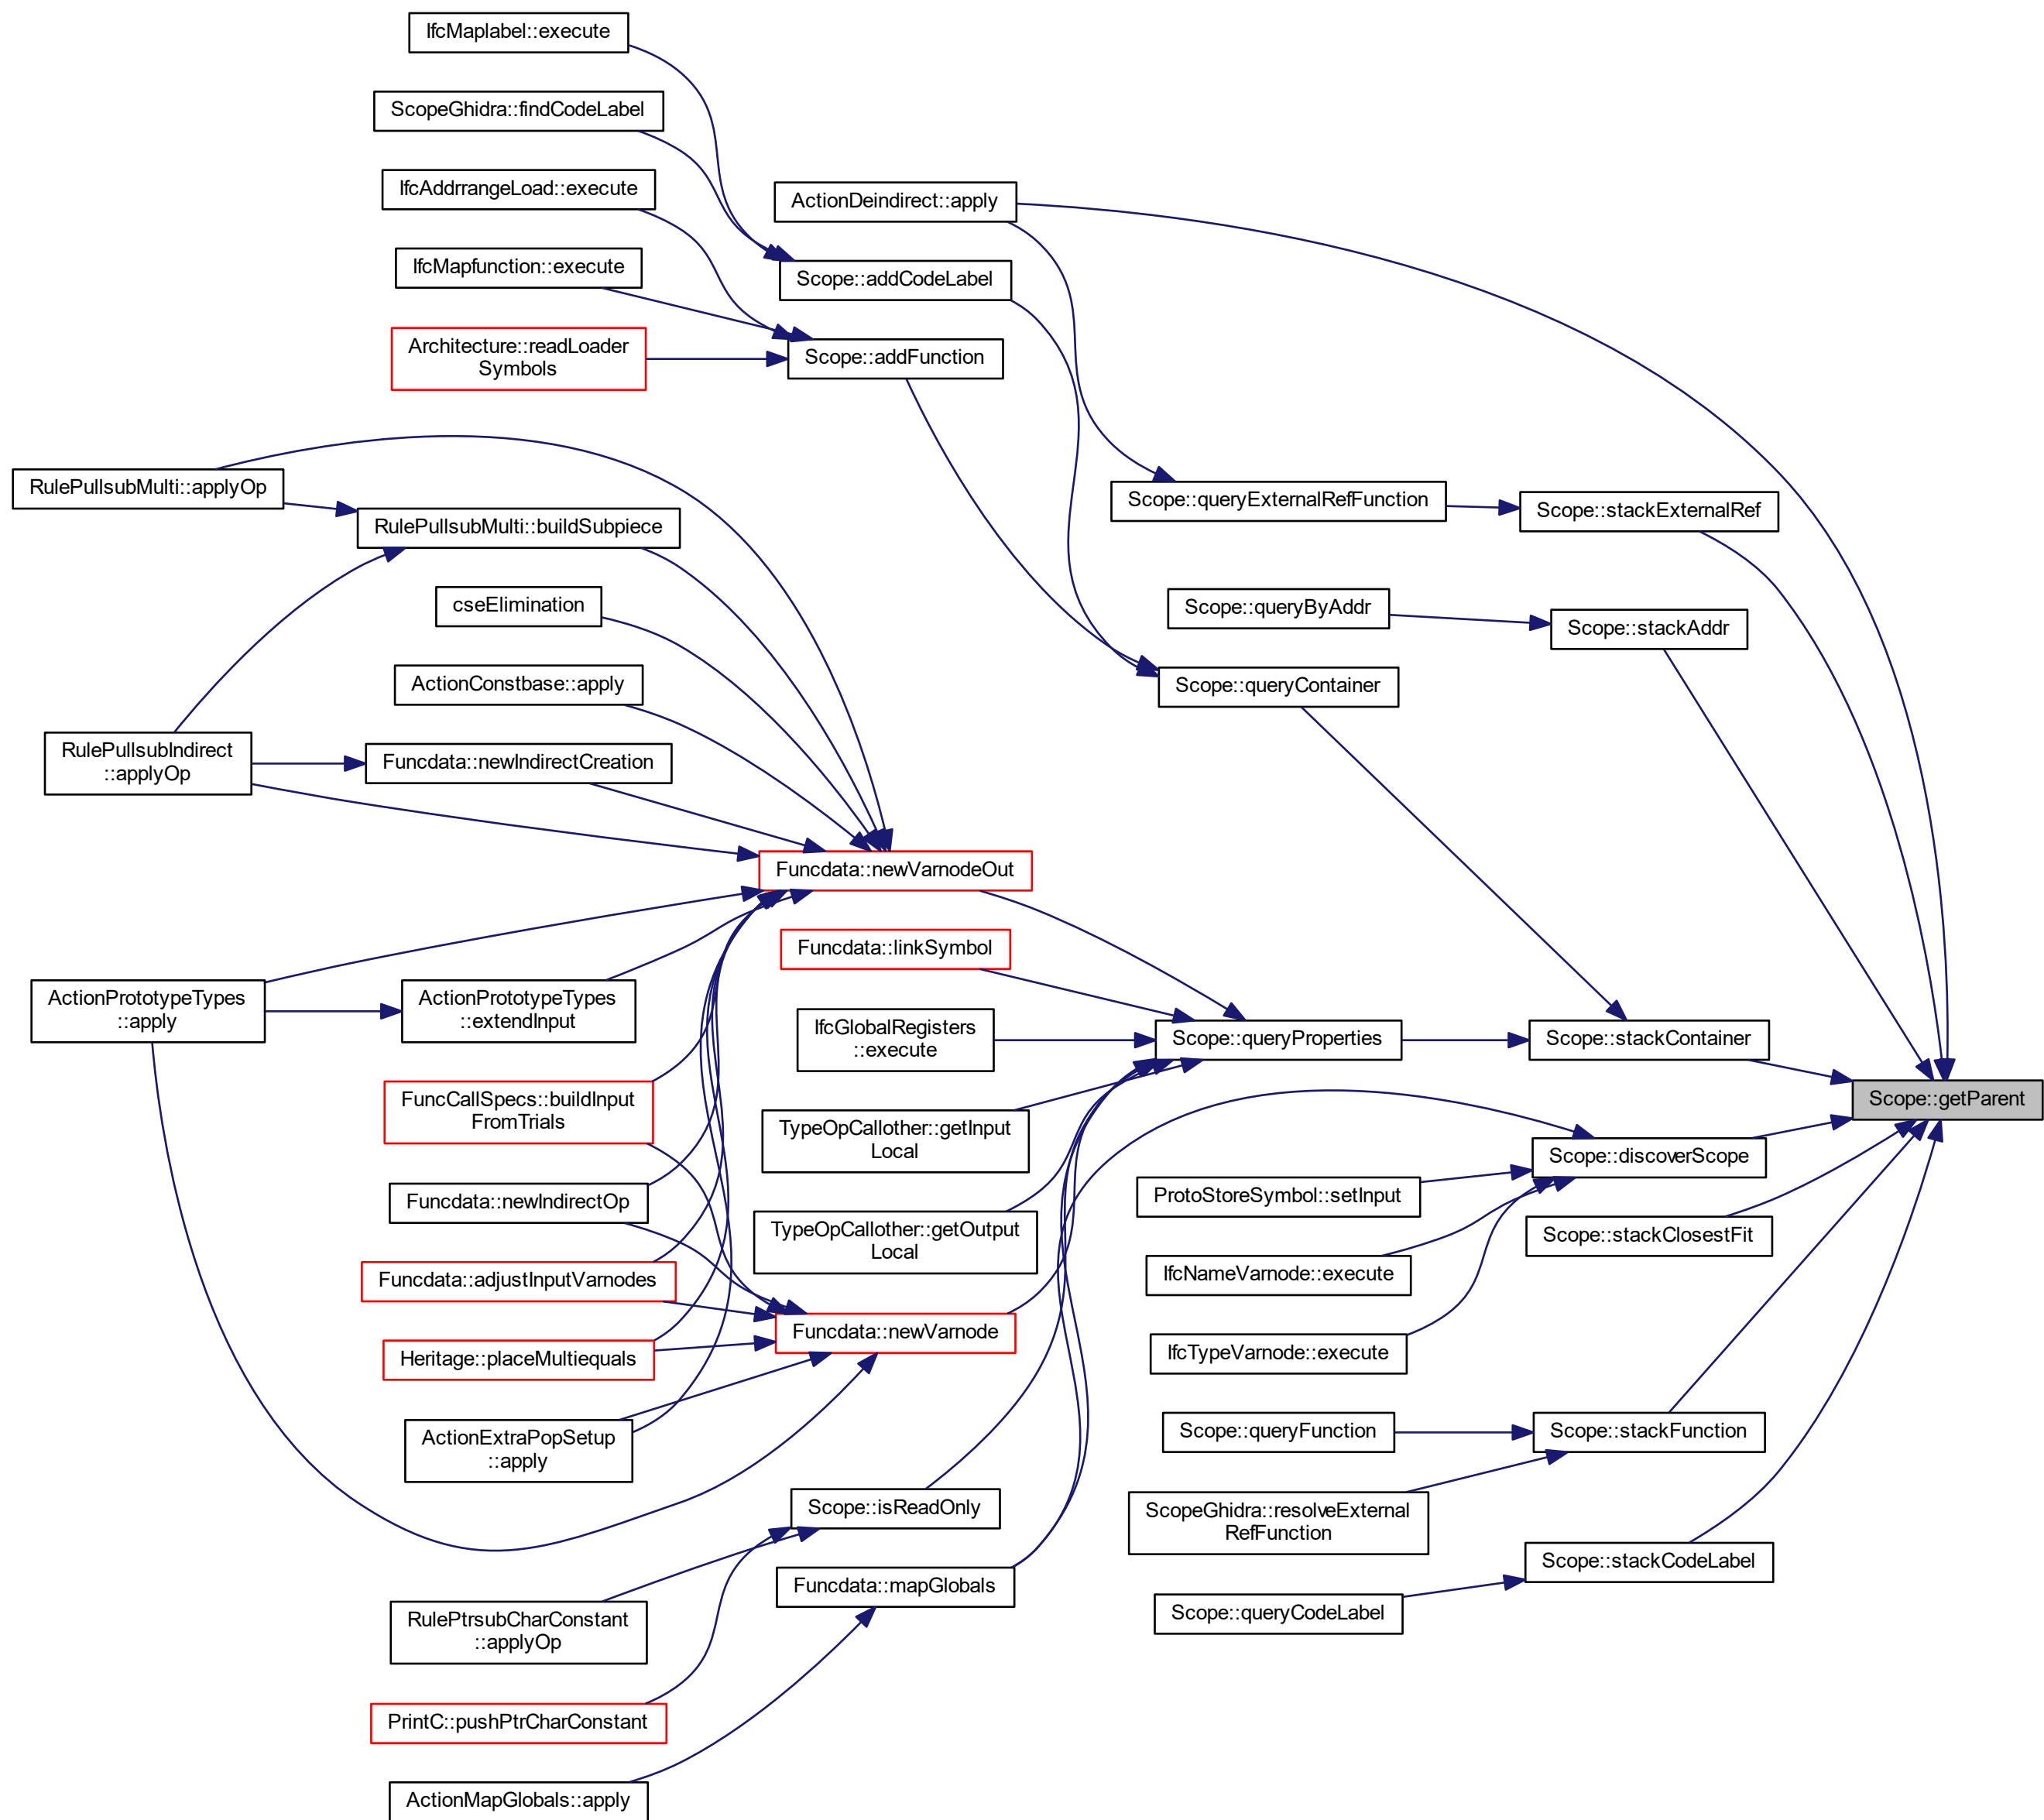 IfcMaplabel::execute
ScopeGhidra::findCodeLabel
IfcAddrrangeLoad::execute
ActionDeindirect::apply
IfcMapfunction::execute
Scope::addCodeLabel
Architecture::readLoader
Symbols
Scope::addFunction
RulePullsubMulti::applyOp
RulePullsubMulti::buildSubpiece
Scope::queryExternalRefFunction
Scope::stackExternalRef
cseElimination
Scope::queryByAddr
Scope::stackAddr
ActionConstbase::apply
Scope::queryContainer
RulePullsubIndirect
::applyOp
Funcdata::newIndirectCreation
Funcdata::newVarnodeOut
Funcdata::linkSymbol
ActionPrototypeTypes
::apply
ActionPrototypeTypes
::extendInput
IfcGlobalRegisters
::execute
Scope::queryProperties
Scope::stackContainer
Scope::getParent
FuncCallSpecs::buildInput
FromTrials
TypeOpCallother::getInput
Local
Scope::discoverScope
ProtoStoreSymbol::setInput
Funcdata::newIndirectOp
TypeOpCallother::getOutput
Local
Scope::stackClosestFit
Funcdata::adjustInputVarnodes
IfcNameVarnode::execute
Funcdata::newVarnode
Heritage::placeMultiequals
IfcTypeVarnode::execute
ActionExtraPopSetup
::apply
Scope::queryFunction
Scope::stackFunction
Scope::isReadOnly
ScopeGhidra::resolveExternal
RefFunction
Scope::stackCodeLabel
Funcdata::mapGlobals
Scope::queryCodeLabel
RulePtrsubCharConstant
::applyOp
PrintC::pushPtrCharConstant
ActionMapGlobals::apply